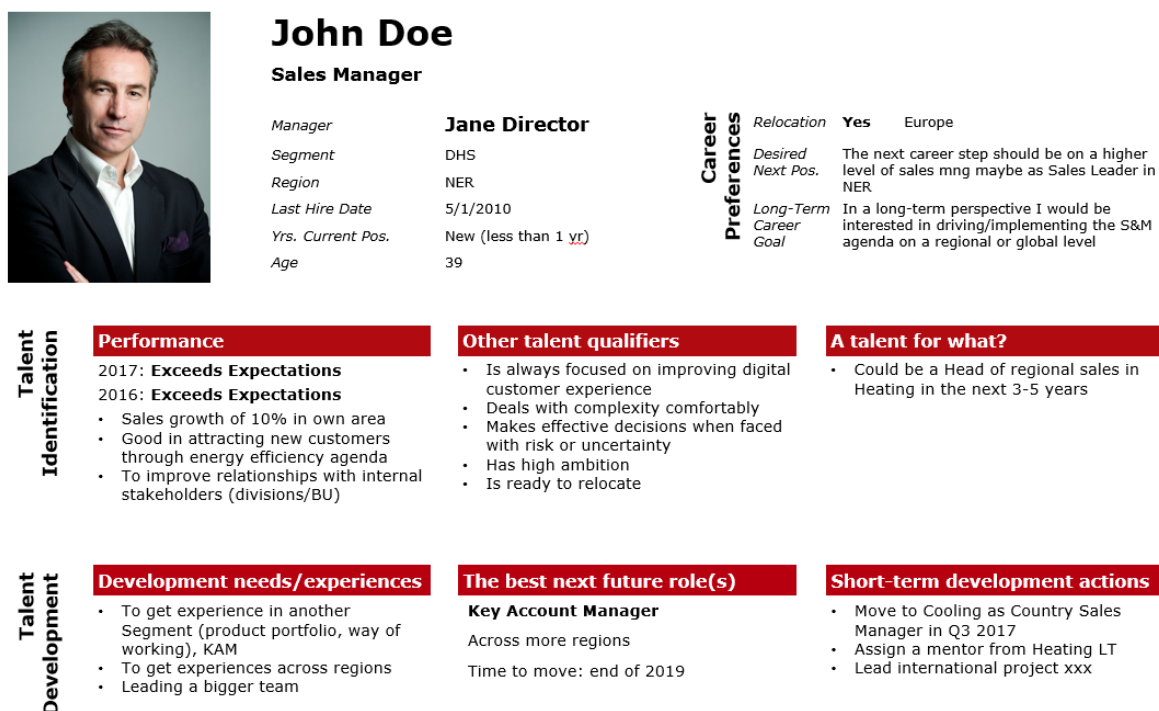 John Doe
Sales Manager
Manager Jane Director
Segment DHS
Region NER
Last Hire Date 5/1/2010
Yrs. Current Pos. New (less than 1 yr)
Age 39
Career
Preferences
Relocation Yes Europe
Desired
Next Pos.
The next career step should be on a higher
level of sales mng maybe as Sales Leader in
NER
Long-Term
Career
Goal
In a long-term perspective I would be
interested in driving/implementing the S&M
agenda on a regional or global level
Talent
Identification
Performance
2017: Exceeds Expectations
2016: Exceeds Expectations
• Sales growth of 10% in own area
• Good in attracting new customers
through energy efficiency agenda
• To improve relationships with internal
stakeholders (divisions/BU)
Other talent qualifiers
• Is always focused on improving digital
customer experience
• Deals with complexity comfortably
• Makes effective decisions when faced
with risk or uncertainty
• Has high ambition
• Is ready to relocate
A talent for what?
• Could be a Head of regional sales in
Heating in the next 3-5 years
Talent
Development
Development needs/experiences
• To get experience in another
Segment (product portfolio, way of
working), KAM
• To get experiences across regions
• Leading a bigger team
The best next future role(s)
Key Account Manager
Across more regions
Time to move: end of 2019
Short-term development actions
• Move to Cooling as Country Sales
Manager in Q3 2017
• Assign a mentor from Heating LT
• Lead international project xxx